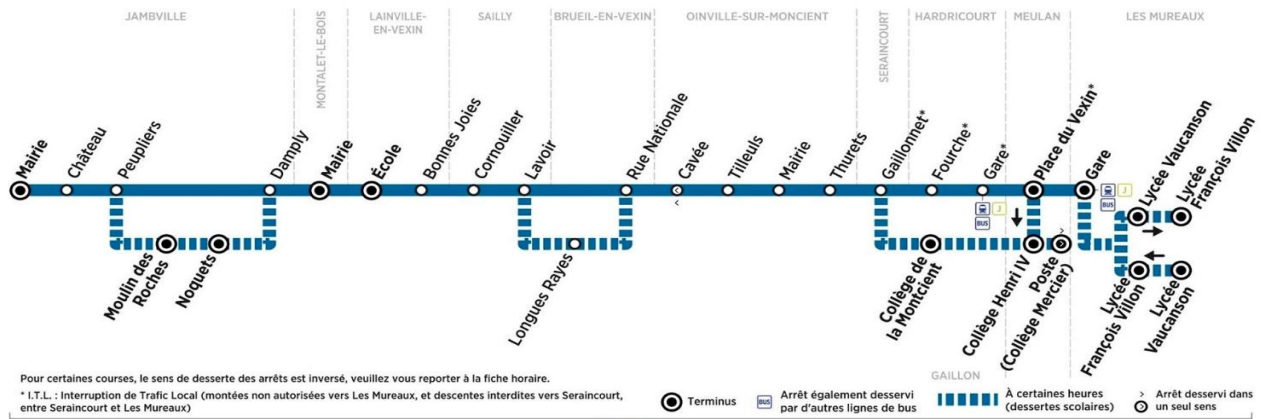 JAMBVILLE
MONTALET-LE-BOIS
LAINVILLE-
EN-VEXIN
SAILLY
BRUEIL-EN-VEXIN
OINVILLE-SUR-MONCIENT
SERAINCOURT
HARDRICOURT
MEULAN
LES MUREAUX
Mairie
Château
Peupliers
Damply
Mairie
École
Bonnes Joies
Cornouiller
Lavoir
Rue Nationale
Cavée
Tilleuls
Mairie
Thurets
Gaillonnet*
Fourche*
Gare*
Place du Vexin*
Gare
Lycée Vaucanson
Lycée
François Villon
J
BUS
J
BUS
Moulin des
Roches
Noquets
Longues Rayes
Collège de
la Montcient
Collège Henri IV
Poste
(Collège Mercier)
Lycée
François Villon
Lycée
Vaucanson
GAILLON
Pour certaines courses, le sens de desserte des arrêts est inversé, veuillez vous reporter à la fiche horaire.
* I.T.L. : Interruption de Trafic Local (montées non autorisées vers Les Mureaux, et descentes interdites vers Seraincourt,
entre Seraincourt et Les Mureaux)
Terminus
BUS
Arrêt également desservi
par d'autres lignes de bus
À certaines heures
(dessertes scolaires)
Arrêt desservi dans
un seul sens